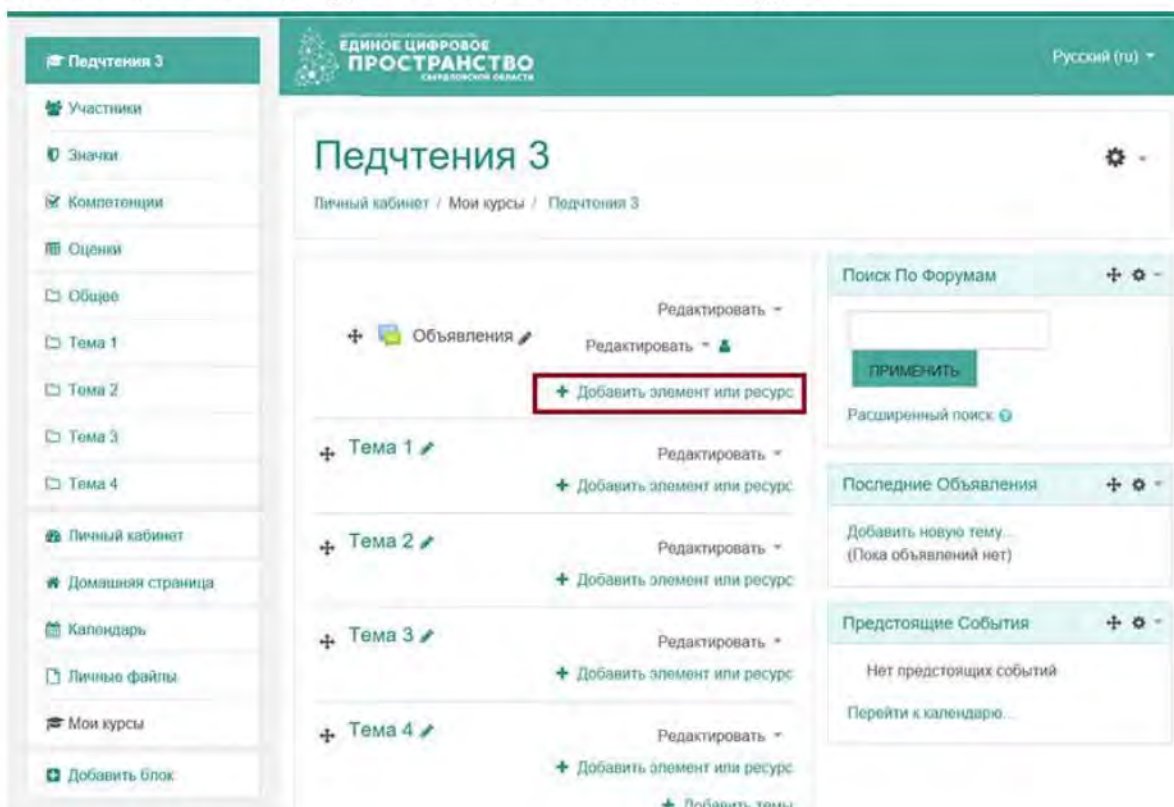 Педчтения 3
Участники
Значки
Компетенции
Оценки
Общее
Тема 1
Тема 2
Тема 3
Тема 4
Личный кабинет
Домашняя страница
Календарь
Личные файлы
Мои курсы
Добавить блок
ЕДИНОЕ ЦИФРОВОЕ
ПРОСТРАНСТВО
СВЕРДЛОВСКОЙ ОБЛАСТИ
Русский (ru)
Педчтения 3
Личный кабинет / Мои курсы / Педчтения 3
Редактировать
Объявления
Редактировать
+ Добавить элемент или ресурс
Тема 1
Редактировать
+ Добавить элемент или ресурс
Тема 2
Редактировать
+ Добавить элемент или ресурс
Тема 3
Редактировать
+ Добавить элемент или ресурс
Тема 4
Редактировать
+ Добавить элемент или ресурс
+ Добавить темы
Поиск По Форумам
ПРИМЕНИТЬ
Расширенный поиск
Последние Объявления
Добавить новую тему...
(Пока объявлений нет)
Предстоящие События
Нет предстоящих событий
Перейти к календарю...